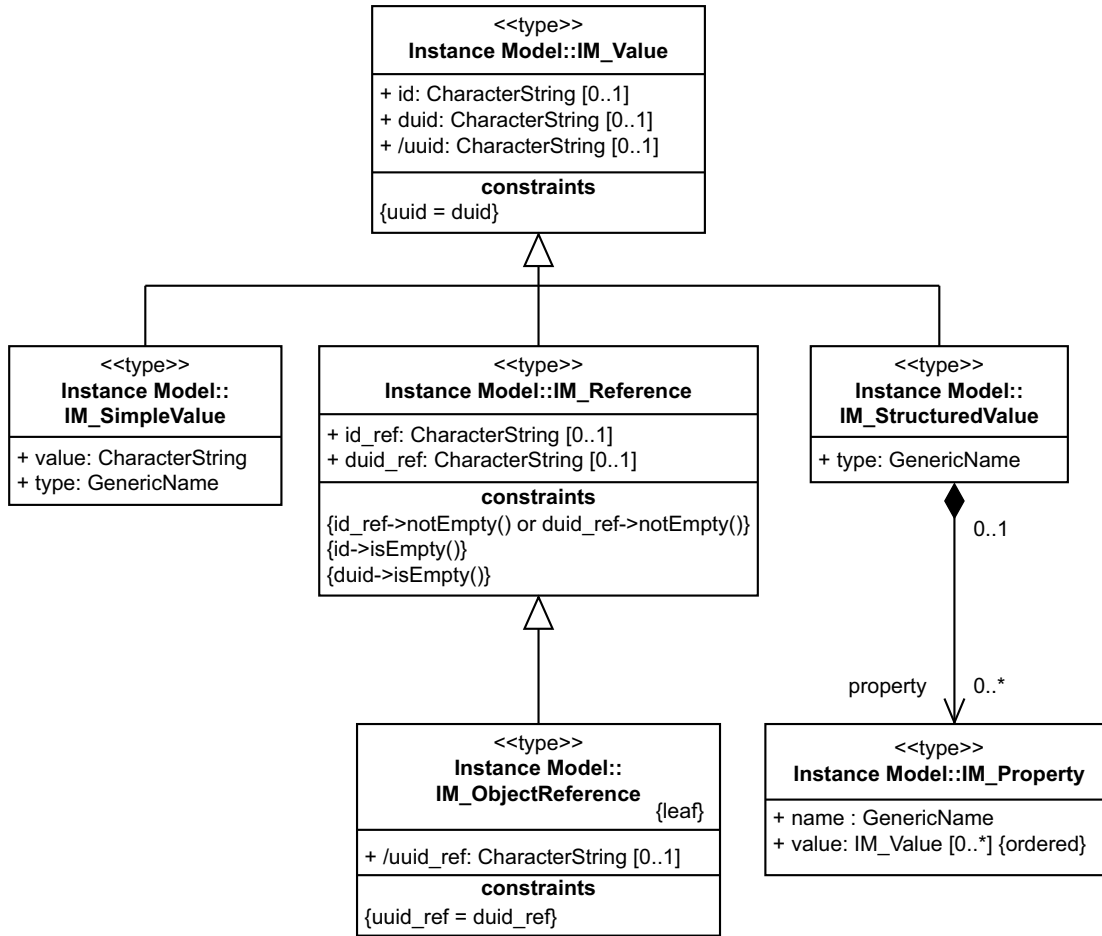 <<type>>
Instance Model::IM_Value
+ id: CharacterString [0..1]
+ duid: CharacterString [0..1]
+ /uuid: CharacterString [0..1]
constraints
{uuid = duid}
<<type>>
Instance Model::
IM_SimpleValue
+ value: CharacterString
+ type: GenericName
<<type>>
Instance Model::IM_Reference
+ id_ref: CharacterString [0..1]
+ duid_ref: CharacterString [0..1]
constraints
{id_ref->notEmpty() or duid_ref->notEmpty()}
{id->isEmpty()}
{duid->isEmpty()}
<<type>>
Instance Model::
IM_StructuredValue
+ type: GenericName
0..1
property
0..*
<<type>>
Instance Model::
IM_ObjectReference
{leaf}
+ /uuid_ref: CharacterString [0..1]
constraints
{uuid_ref = duid_ref}
<<type>>
Instance Model::IM_Property
+ name : GenericName
+ value: IM_Value [0..*] {ordered}